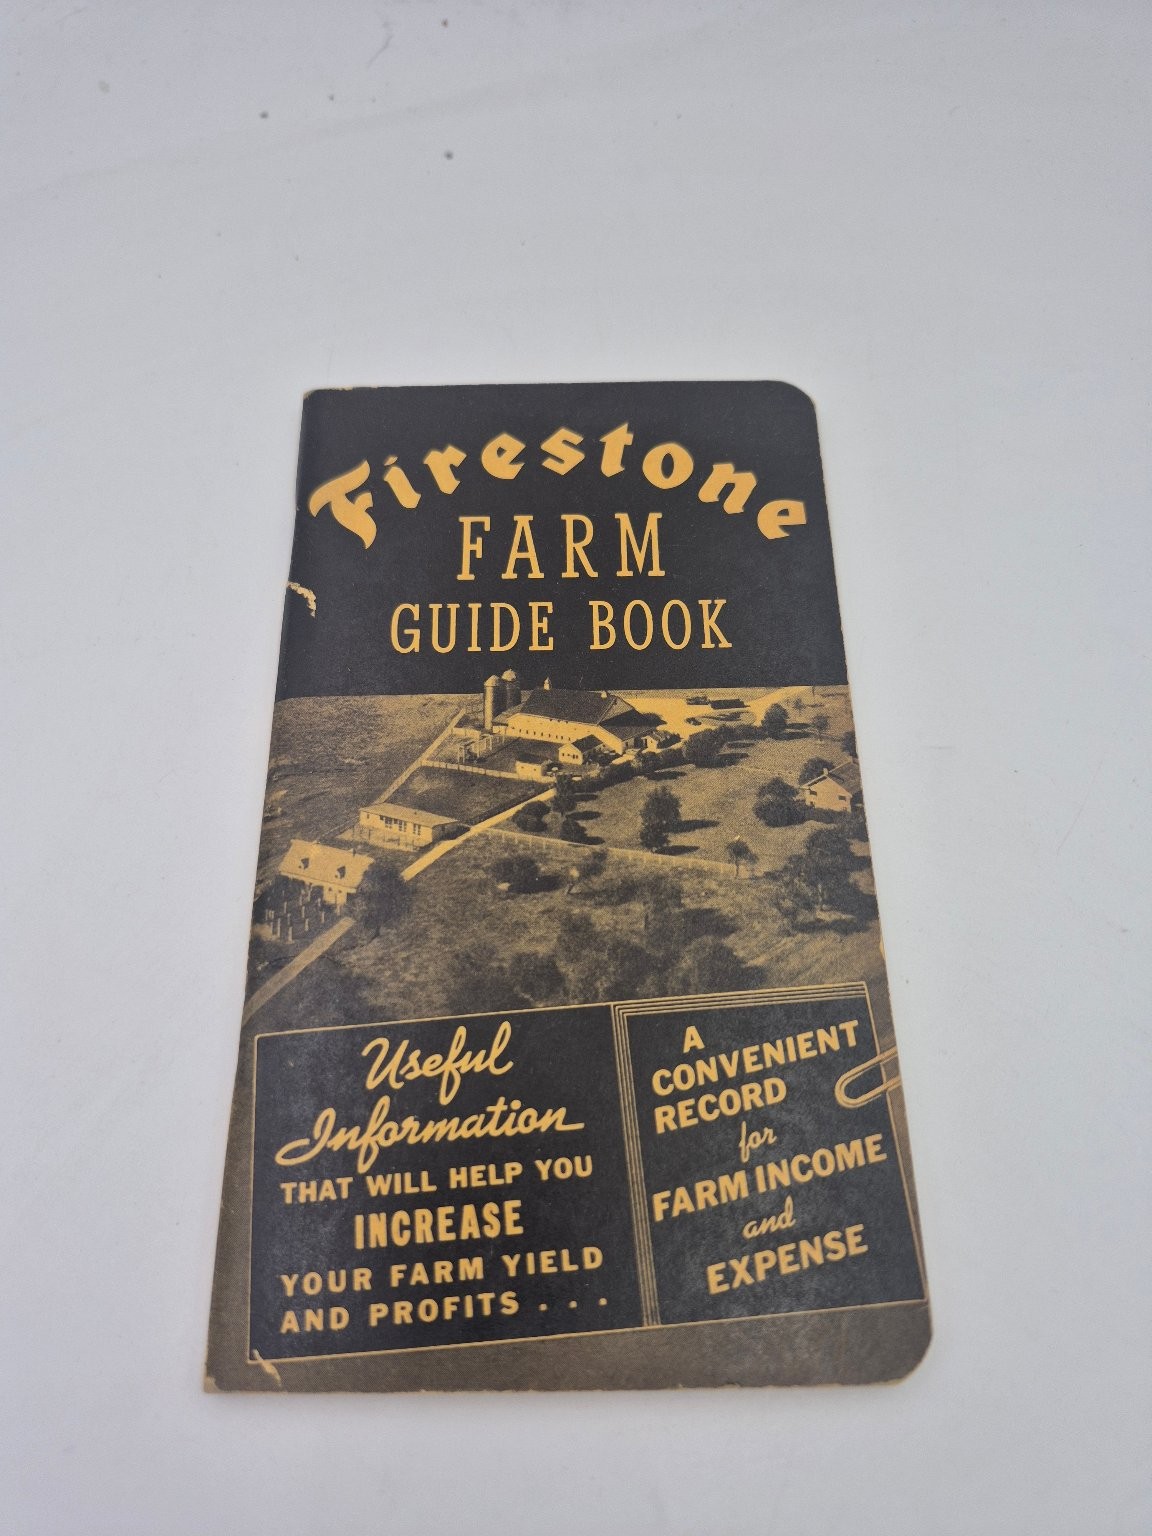 Firestone
FARM
GUIDE BOOK
Useful
Information
THAT WILL HELP YOU
INCREASE
YOUR FARM YIELD
AND PROFITS . . .
A
CONVENIENT
RECORD
for
FARM INCOME
and
EXPENSE